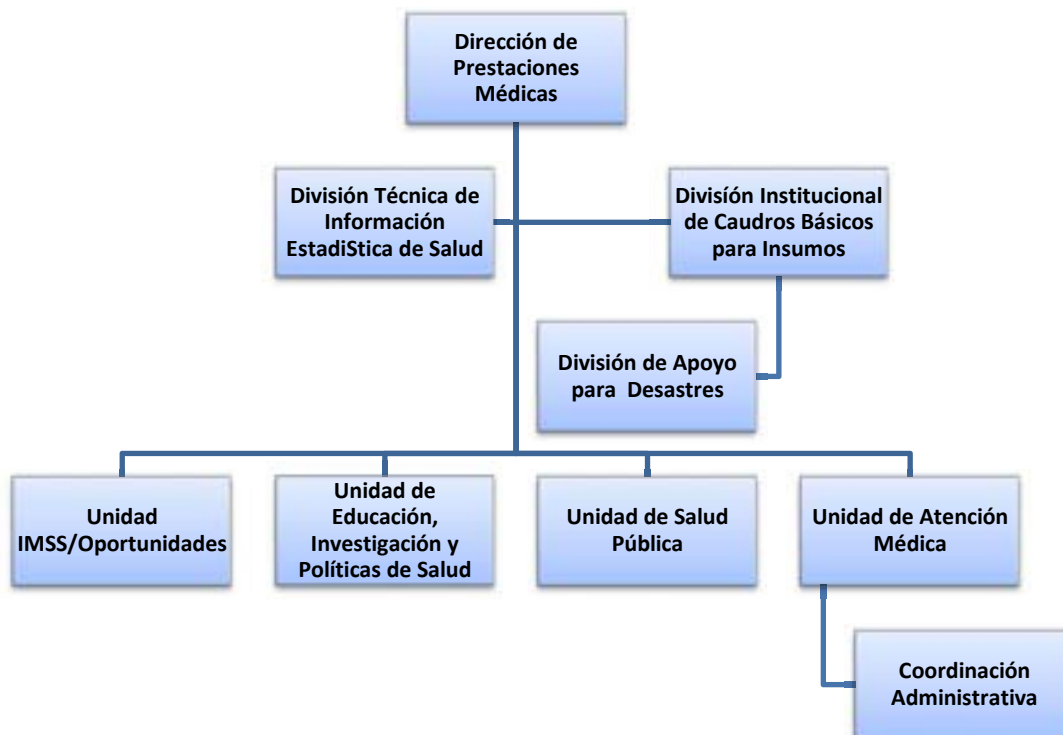 Dirección de
Prestaciones
Médicas
División Técnica de
Información
EstadiStica de Salud
Divisíón Institucional
de Caudros Básicos
para Insumos
División de Apoyo
para Desastres
Unidad
IMSS/Oportunidades
Unidad de
Educación,
Investigación y
Políticas de Salud
Unidad de Salud
Pública
Unidad de Atención
Médica
Coordinación
Administrativa